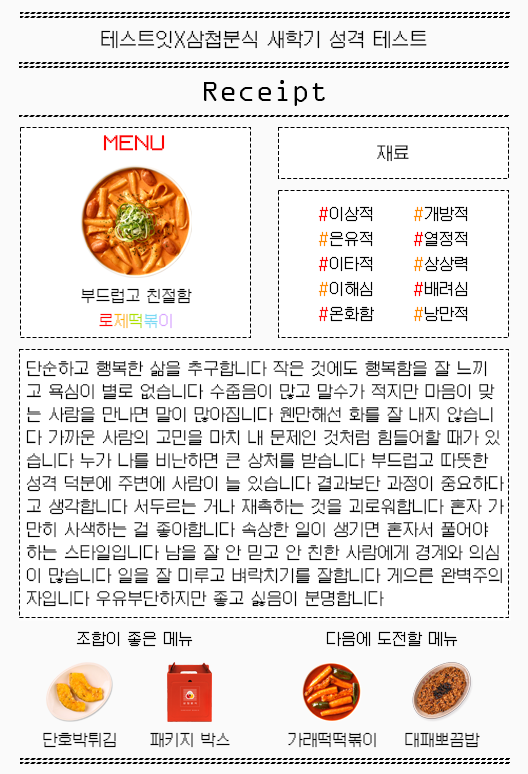 테스트잇X삼첩분식 새학기 성격 테스트
Receipt
MENU
부드럽고 친절함
로제떡볶이
재료
#이상적 #개방적
#은유적 #열정적
#이타적 #상상력
#이해심 #배려심
#온화함 #낭만적
단순하고 행복한 삶을 추구합니다 작은 것에도 행복함을 잘 느끼
고 욕심이 별로 없습니다 수줍음이 많고 말수가 적지만 마음이 맞
는 사람을 만나면 말이 많아집니다 웬만해선 화를 잘 내지 않습니
다 가까운 사람의 고민을 마치 내 문제인 것처럼 힘들어할 때가 있
습니다 누가 나를 비난하면 큰 상처를 받습니다 부드럽고 따뜻한
성격 덕분에 주변에 사람이 늘 있습니다 결과보단 과정이 중요하다
고 생각합니다 서두르는 거나 재촉하는 것을 괴로워합니다 혼자 가
만히 사색하는 걸 좋아합니다 속상한 일이 생기면 혼자서 풀어야
하는 스타일입니다 남을 잘 안 믿고 안 친한 사람에게 경계와 의심
이 많습니다 일을 잘 미루고 벼락치기를 잘합니다 게으른 완벽주의
자입니다 우유부단하지만 좋고 싫음이 분명합니다
조합이 좋은 메뉴
다음에 도전할 메뉴
단호박튀김
패키지 박스
가래떡떡볶이
대패뽀끔밥